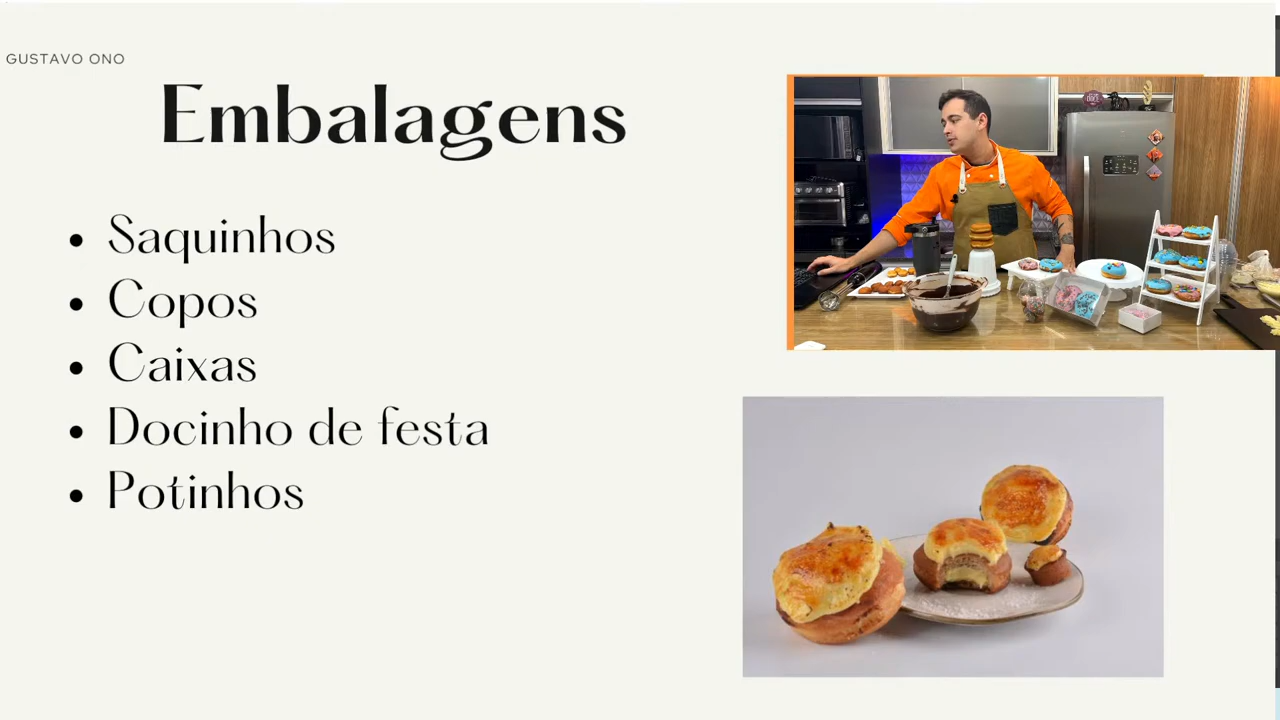 GUSTAVO ONO
Embalagens
Saquinhos
Copos
Caixas
Docinho de festa
Potinhos